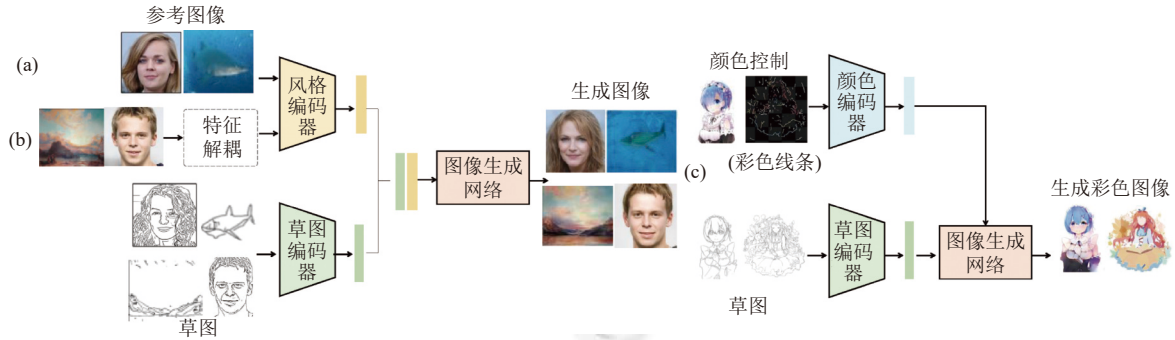 参考图像
(a)
风格
编码
器
(b)
特征
解耦
草图
编码
器
草图
图像生成
网络
生成图像
(c)
颜色控制
(彩色线条)
颜色
编码
器
草图
草图
编码
器
图像生成
网络
生成彩色图像